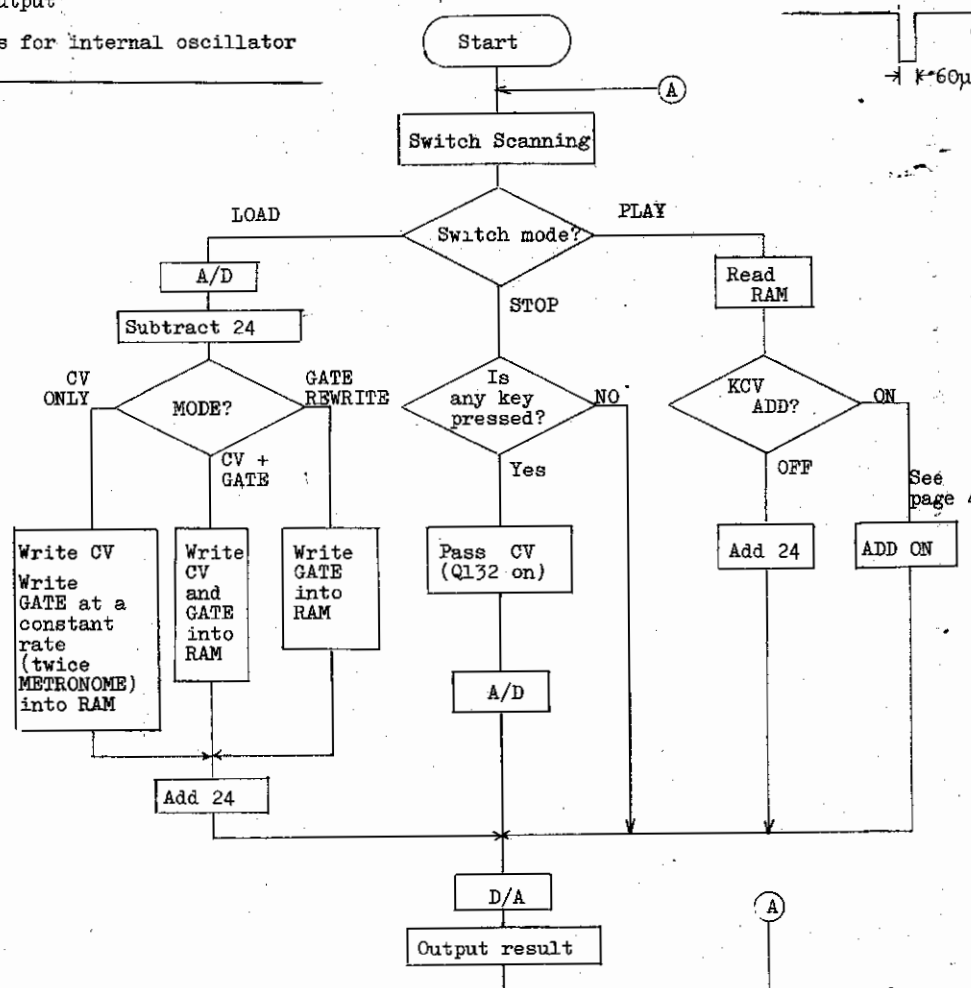 utput
s for internal oscillator
Start
60µ
A
Switch Scanning
LOAD
Switch mode?
PLAY
A/D
Read
RAM
STOP
Subtract 24
CV
ONLY
MODE?
GATE
REWRITE
Is
any key
pressed?
NO
KCV
ADD?
ON
CV +
GATE
Yes
OFF
See
page 4
Write CV
Write
GATE at a
constant
rate
(twice
METRONOME)
into RAM
Write
CV
and
GATE
into
RAM
Write
GATE
into
RAM
Pass CV
(Q132 on)
Add 24
ADD ON
A/D
Add 24
D/A
A
Output result